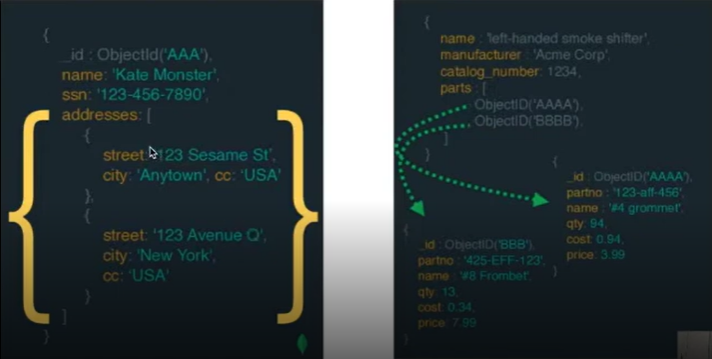 {
_id : ObjectId('AAA'),
name: 'Kate Monster',
ssn: '123-456-7890',
addresses: [
{
street: '123 Sesame St',
city: 'Anytown', cc: 'USA'
},
{
street: '123 Avenue Q',
city: 'New York',
cc: 'USA'
}
]
}
{
name : 'left-handed smoke shifter',
manufacturer : 'Acme Corp',
catalog_number: 1234,
parts : [
ObjectID('AAAA'),
ObjectID('BBBB'),
]
}
{
_id : ObjectID('AAAA'),
partno : '123-aff-456',
name : '#4 grommet',
qty: 94,
cost: 0.94,
price: 3.99
}
{
_id : ObjectID('BBB'),
partno : '425-EFF-123',
name : '#8 Frombet',
qty: 13,
cost: 0.34,
price: 7.99
}